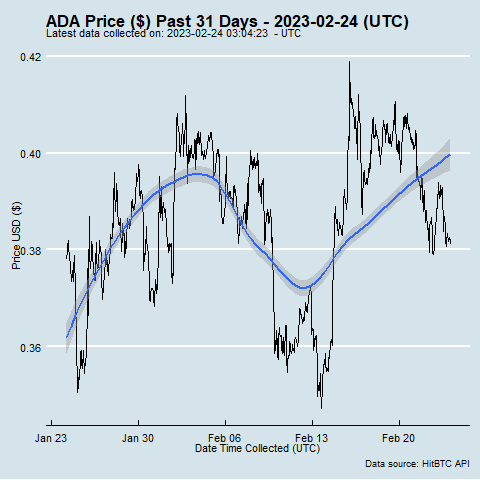 ADA Price ($) Past 31 Days - 2023-02-24 (UTC)
Latest data collected on: 2023-02-24 03:04:23  - UTC
0.42
0.40
0.38
0.36
Price USD ($)
Jan 23 Jan 30 Feb 06 Feb 13 Feb 20
Date Time Collected (UTC)
Data source: HitBTC API